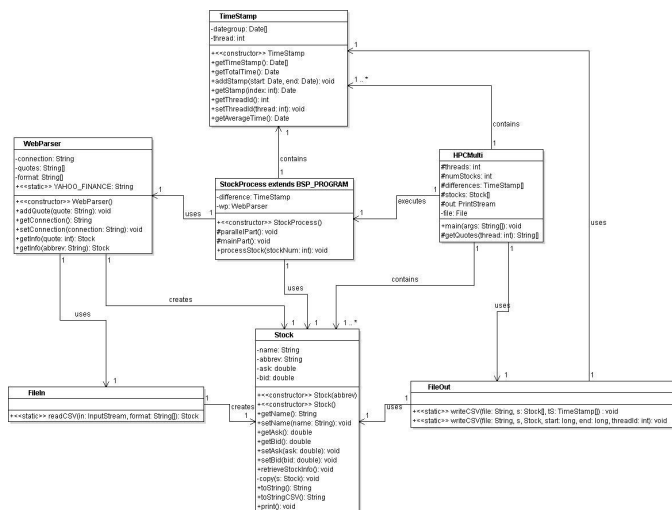 TimeStamp
-dategroup: Date[]
-thread: int
+<<constructor>> TimeStamp
+getTimeStamp(): Date[]
+getTotalTime(): Date
+addStamp(start: Date, end: Date): void
+getStamp(index: int): Date
+getThreadId(): int
+setThreadid(thread: int): void
+getAverageTime(): Date
1
1 .. *
1
1
contains
contains
1
1
WebParser
-connection: String
-quotes: String[]
-format: String[]
+<<static>> YAHOO_FINANCE: String
+<<constructor>> WebParser()
+addQuote(quote: String): void
+getConnection(): String
+setConnection(connection: String): void
+getInfo(quote: int): Stock
+getInfo(abbrev: String): Stock
1
uses
1
StockProcess extends BSP_PROGRAM
-difference: TimeStamp
-wp: WebParser
+<<constructor>> StockProcess()
#parallelPart(): void
#mainPart(): void
+processStock(stockNum: int): void
1
executes
1
HPCMulti
#threads: int
#numStocks: int
#differences: TimeStamp[]
#stocks: Stock[]
#out: PrintStream
-file: File
+main(args: String[]): void
#getQuotes(thread: int): String[]
uses
1
1
1
1
1
uses
creates
uses
contains
uses
1
1
1
1 .. *
1
Stock
-name: String
-abbrev: String
-ask: double
-bid: double
+<<constructor>> Stock(abbrev)
+<<constructor>> Stock()
+getName(): String
+setName(name: String): void
+getAsk(): double
+getBid(): double
+setAsk(ask: double): void
+setBid(bid: double): void
+retrieveStockInfo(): void
-copy(s: Stock): void
+toString(): String
+toStringCSV(): String
+print(): void
FileIn
+<<static>> readCSV(in: InputStream, format: String[]): Stock
1
creates
1
1
uses
1
1
FileOut
+<<static>> writeCSV(file: String, s: Stock[], tS: TimeStamp[]) : void
+<<static>> writeCSV(file: String, s, Stock, start: long, end: long, threadId: int): void